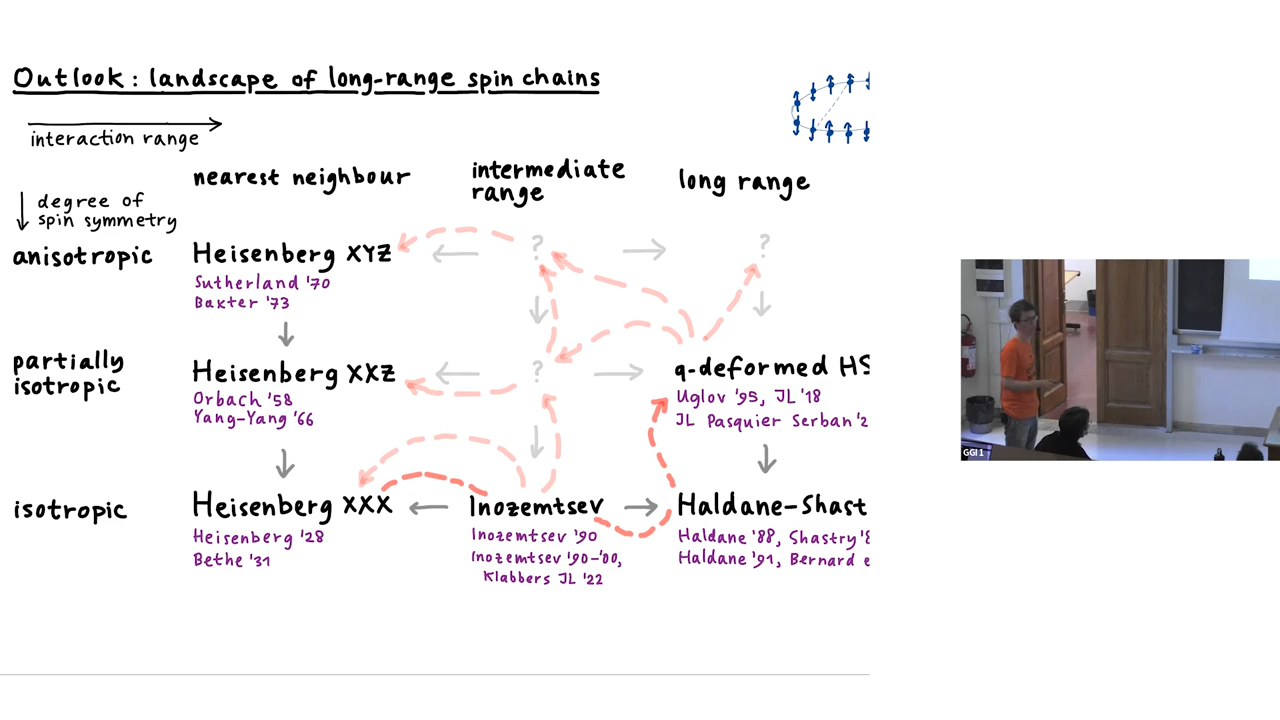 Outlook: landscape of long-range spin chains
interaction range
nearest neighbour
intermediate range
long range
degree of spin symmetry
anisotropic
Heisenberg XYZ
?
?
Sutherland '70
Baxter '73
partially isotropic
Heisenberg XXZ
?
q-deformed HS
Orbach '58
Yang-Yang '66
Uglov '95, JL '18
JL Pasquier Serban '2
isotropic
Heisenberg XXX
Inozemtsev
Haldane-Shast
Heisenberg '28
Bethe '31
Inozemtsev '90
Inozemtsev '90-'00,
Klabbers JL '22
Haldane '88, Shastry '8
Haldane '91, Bernard e
GGI 1